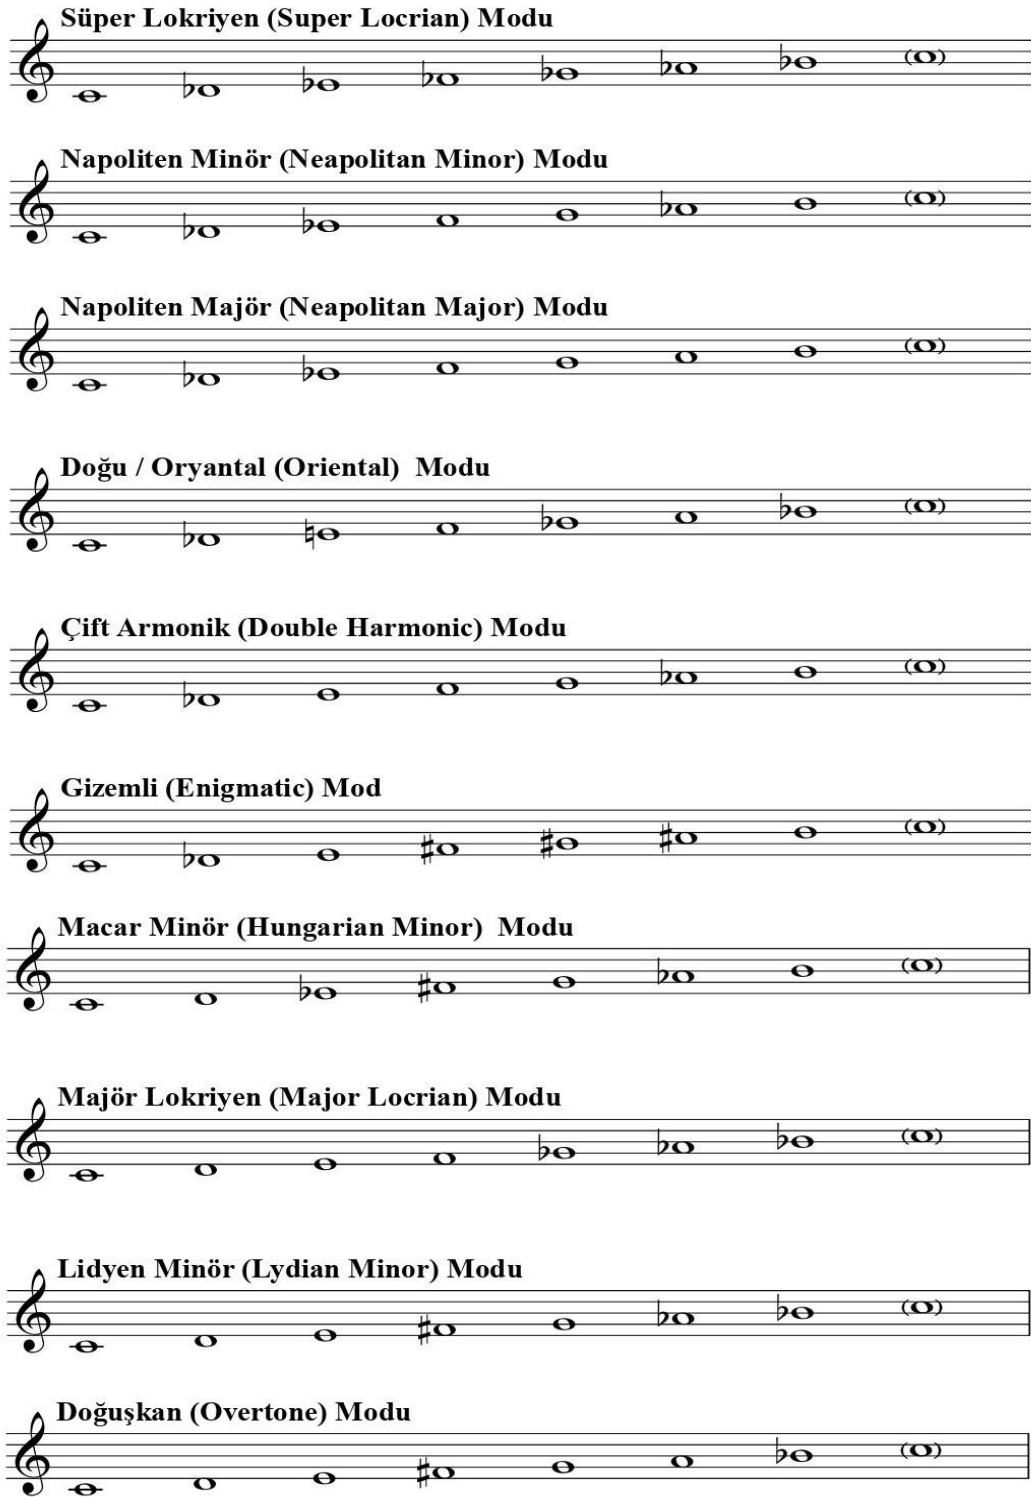 Süper Lokriyen (Super Locrian) Modu
Napoliten Minör (Neapolitan Minor) Modu
Napoliten Majör (Neapolitan Major) Modu
Doğu / Oryantal (Oriental)  Modu
Çift Armonik (Double Harmonic) Modu
Gizemli (Enigmatic) Mod
Macar Minör (Hungarian Minor)  Modu
Majör Lokriyen (Major Locrian) Modu
Lidyen Minör (Lydian Minor) Modu
Doğuşkan (Overtone) Modu